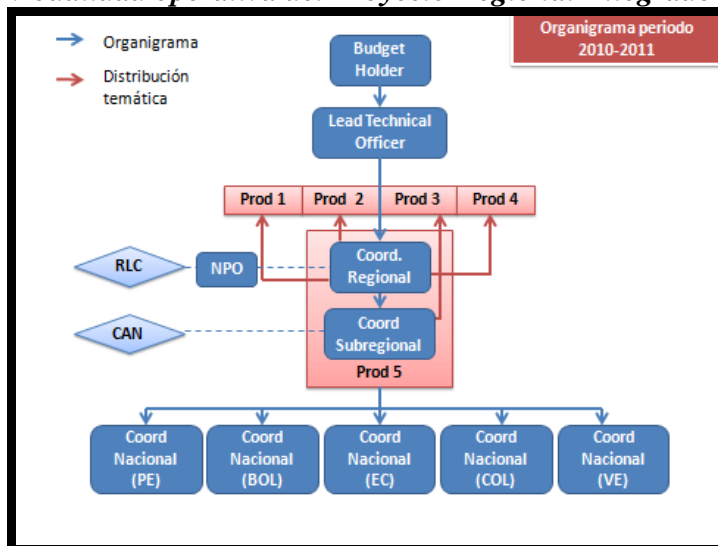 Organigrama
Distribución
temática
Organigrama periodo
2010-2011
Budget
Holder
Lead Technical
Officer
Prod 1
Prod 2
Prod 3
Prod 4
RLC
NPO
Coord.
Regional
CAN
Coord
Subregional
Prod 5
Coord
Nacional
(PE)
Coord
Nacional
(BOL)
Coord
Nacional
(EC)
Coord
Nacional
(COL)
Coord
Nacional
(VE)